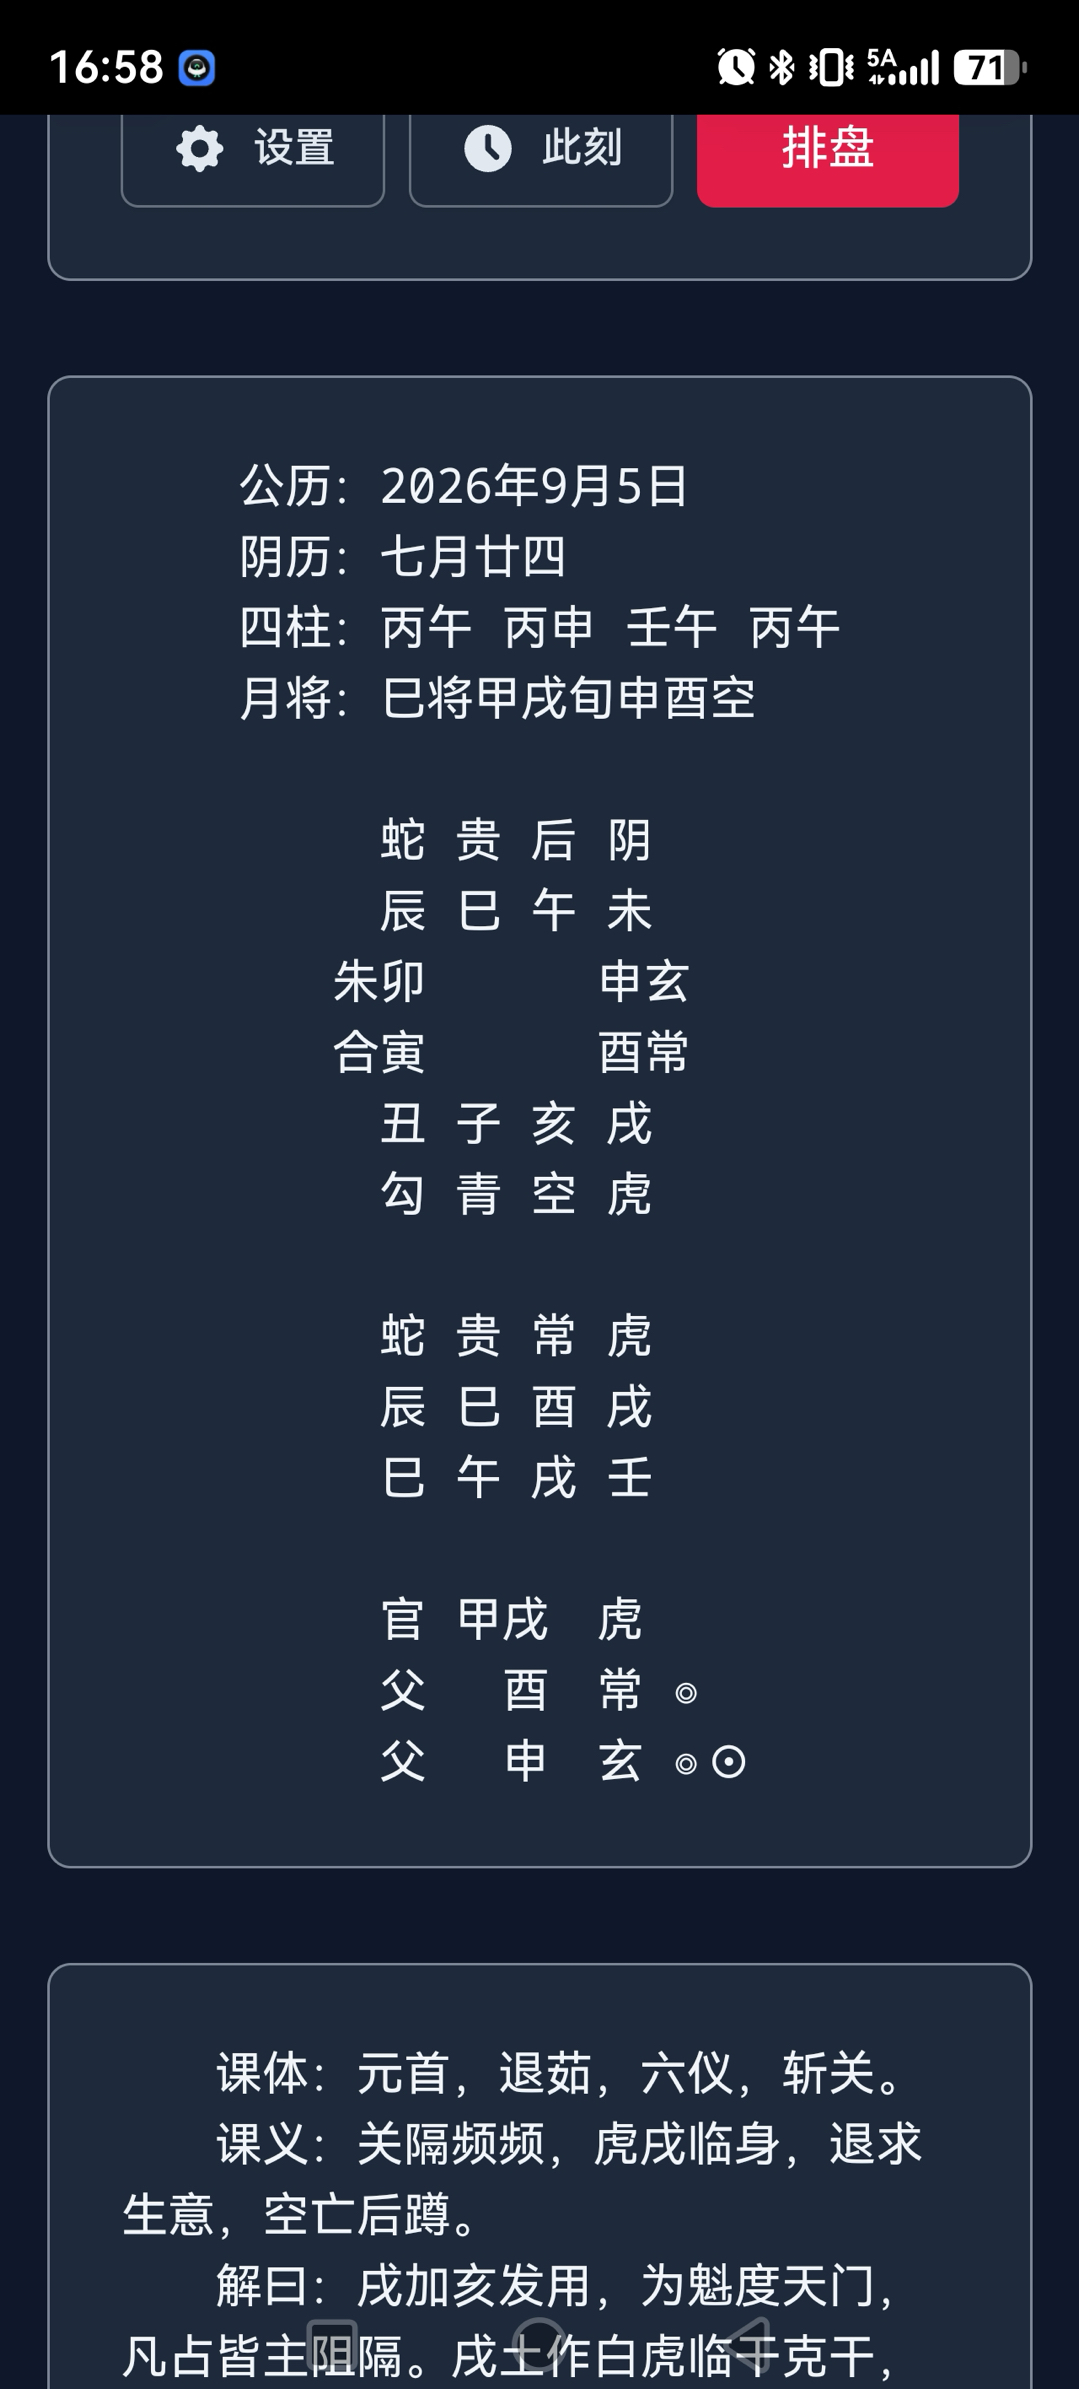 16:58 5A 71
设置 此刻 排盘
公历：2026年9月5日
阴历：七月廿四
四柱：丙午 丙申 壬午 丙午
月将：巳将甲戌旬申酉空
蛇 贵 后 阴
辰 巳 午 未
朱卯 申玄
合寅 酉常
丑 子 亥 戌
勾 青 空 虎
蛇 贵 常 虎
辰 巳 酉 戌
巳 午 戌 壬
官 甲戌 虎
父 酉 常 ◎
父 申 玄 ◎⊙
课体：元首，退茹，六仪，斩关。
课义：关隔频频，虎戌临身，退求
生意，空亡后蹲。
解曰：戌加亥发用，为魁度天门，
凡占皆主阻隔。戌土作白虎临干克干，